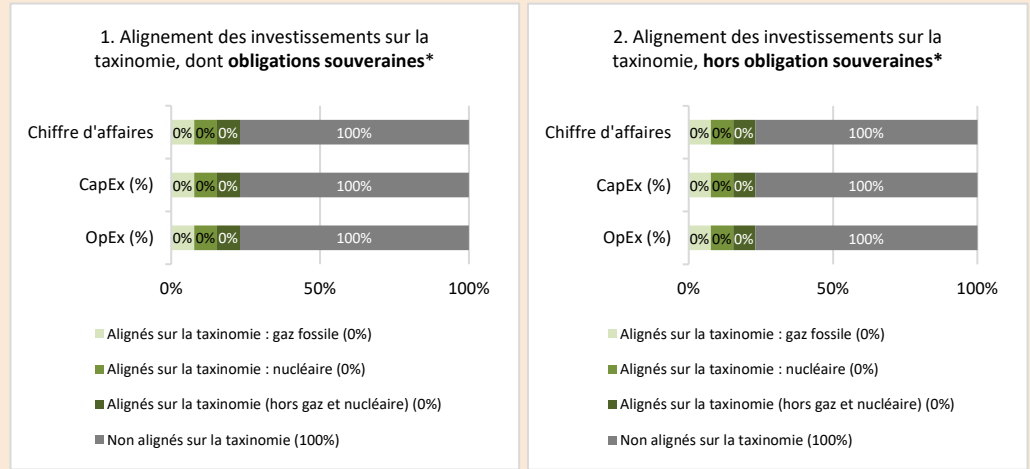 1. Alignement des investissements sur la
taxinomie, dont obligations souveraines*
Chiffre d'affaires
0% 0% 0% 100%
CapEx (%)
0% 0% 0% 100%
OpEx (%)
0% 0% 0% 100%
0% 50% 100%
Alignés sur la taxinomie : gaz fossile (0%)
Alignés sur la taxinomie : nucléaire (0%)
Alignés sur la taxinomie (hors gaz et nucléaire) (0%)
Non alignés sur la taxinomie (100%)
2. Alignement des investissements sur la
taxinomie, hors obligation souveraines*
Chiffre d'affaires
0% 0% 0% 100%
CapEx (%)
0% 0% 0% 100%
OpEx (%)
0% 0% 0% 100%
0% 50% 100%
Alignés sur la taxinomie : gaz fossile (0%)
Alignés sur la taxinomie : nucléaire (0%)
Alignés sur la taxinomie (hors gaz et nucléaire) (0%)
Non alignés sur la taxinomie (100%)